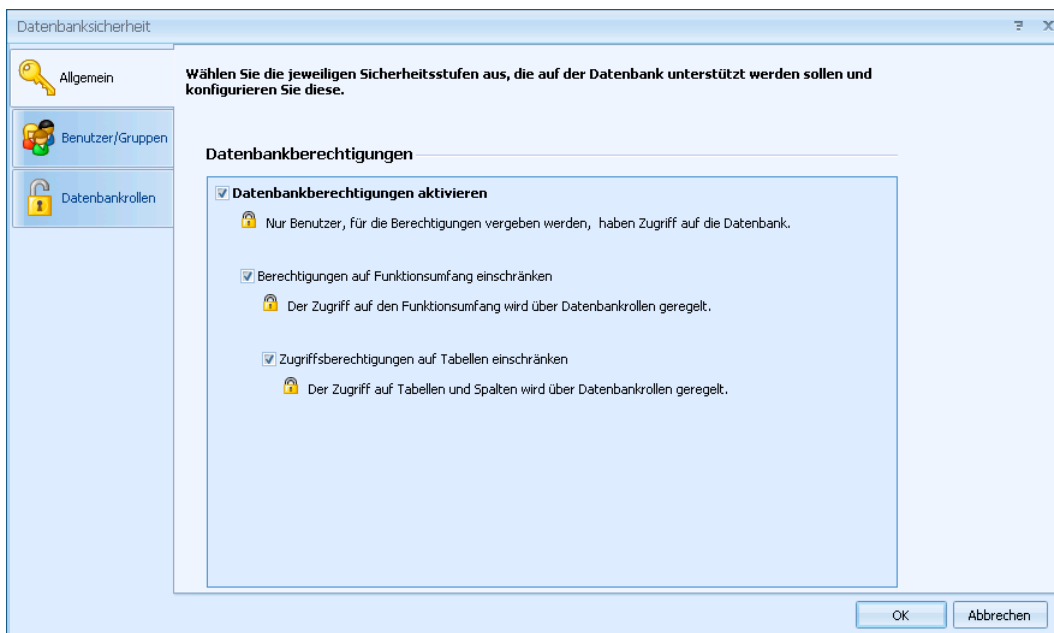 Datenbanksicherheit
Allgemein
Benutzer/Gruppen
Datenbankrollen
Wählen Sie die jeweiligen Sicherheitsstufen aus, die auf der Datenbank unterstützt werden sollen und
konfigurieren Sie diese.
Datenbankberechtigungen
Datenbankberechtigungen aktivieren
Nur Benutzer, für die Berechtigungen vergeben werden, haben Zugriff auf die Datenbank.
Berechtigungen auf Funktionsumfang einschränken
Der Zugriff auf den Funktionsumfang wird über Datenbankrollen geregelt.
Zugriffsberechtigungen auf Tabellen einschränken
Der Zugriff auf Tabellen und Spalten wird über Datenbankrollen geregelt.
OK
Abbrechen